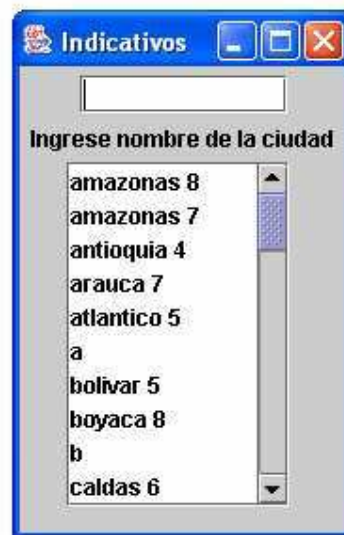 Indicativos
Ingrese nombre de la ciudad
amazonas 8
amazonas 7
antioquia 4
arauca 7
atlantico 5
a
bolivar 5
boyaca 8
b
caldas 6